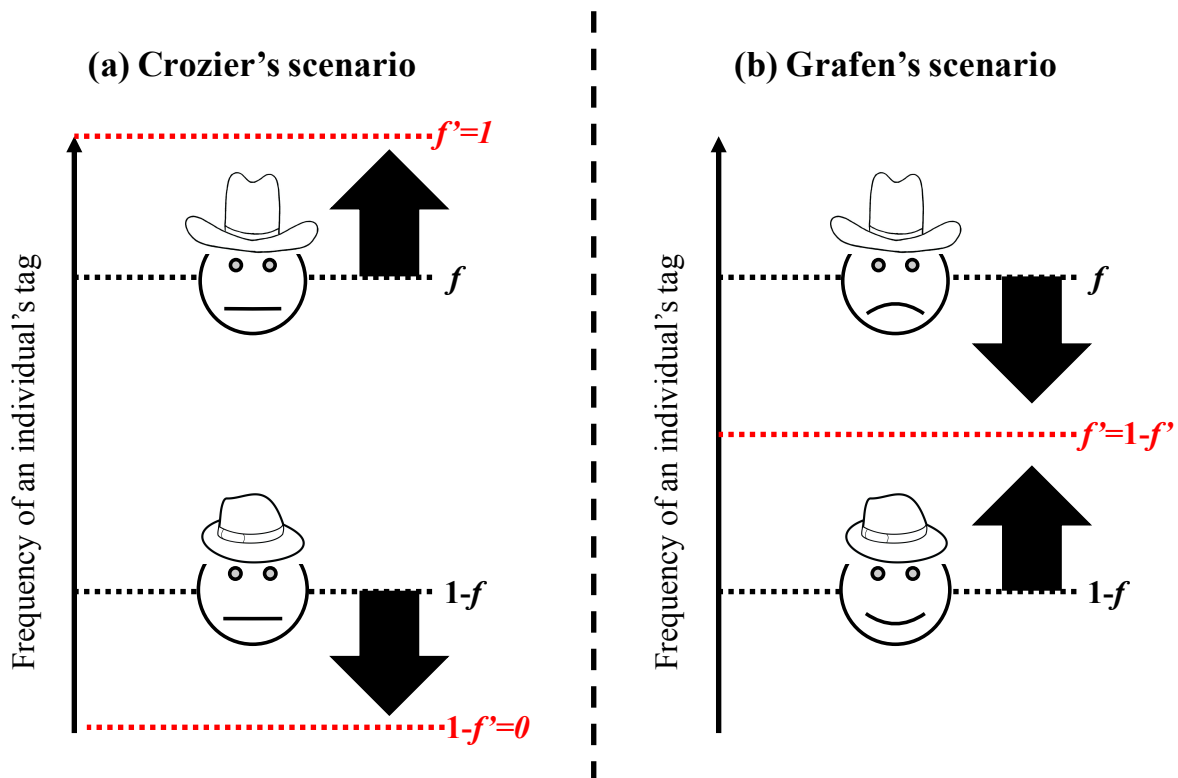 (a) Crozier’s scenario
Frequency of an individual’s tag
f’=1
f
1-f
1-f’=0
(b) Grafen’s scenario
Frequency of an individual’s tag
f
f’=1-f’
1-f